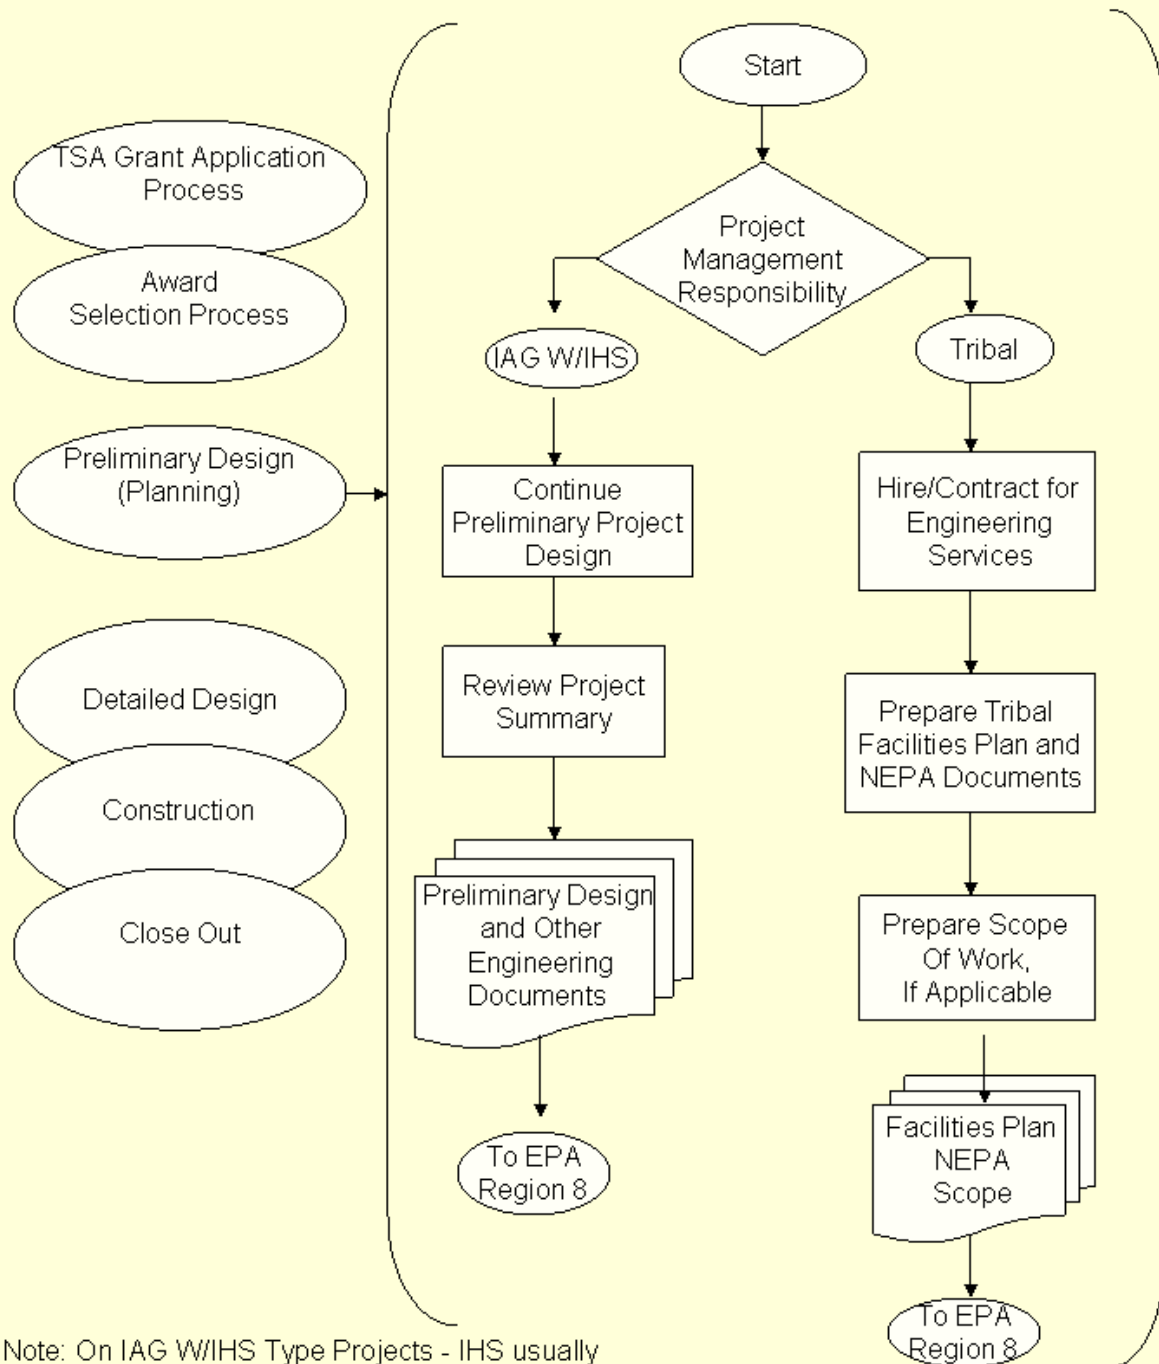 TSA Grant Application
Process
Award
Selection Process
Preliminary Design
(Planning)
Detailed Design
Construction
Close Out
Start
Project
Management
Responsibility
IAG W/IHS
Continue
Preliminary Project
Design
Review Project
Summary
Preliminary Design
and Other
Engineering
Documents
To EPA
Region 8
Tribal
Hire/Contract for
Engineering
Services
Prepare Tribal
Facilities Plan and
NEPA Documents
Prepare Scope
Of Work,
If Applicable
Facilities Plan
NEPA
Scope
To EPA
Region 8
Note: On IAG W/IHS Type Projects - IHS usually